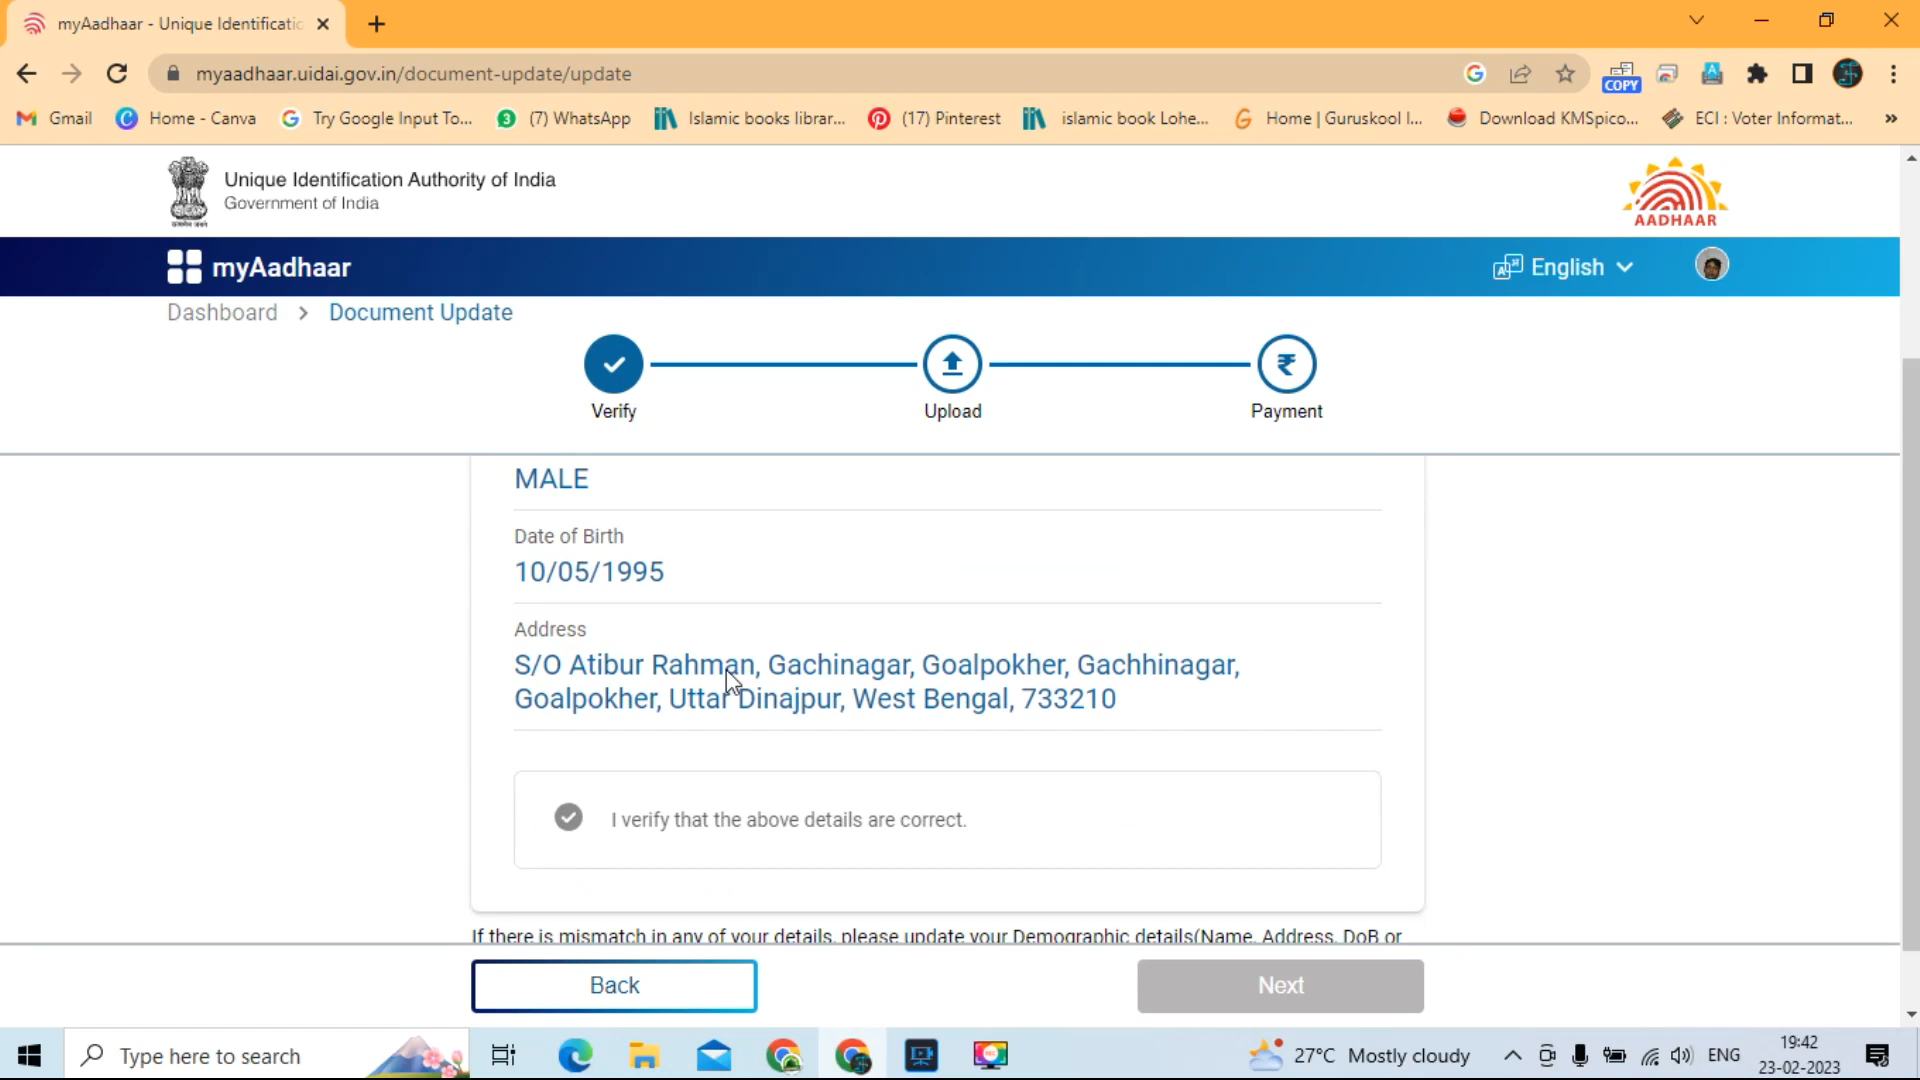 myAadhaar - Unique Identificatio
myaadhaar.uidai.gov.in/document-update/update
COPY
Gmail
Home - Canva
Try Google Input To...
(7) WhatsApp
Islamic books librar...
(17) Pinterest
islamic book Lohe...
Home | Guruskool I...
Download KMSpico...
ECI : Voter Informat...
Unique Identification Authority of India
Government of India
AADHAAR
myAadhaar
English
Dashboard > Document Update
Verify
Upload
Payment
MALE
Date of Birth
10/05/1995
Address
S/O Atibur Rahman, Gachinagar, Goalpokher, Gachhinagar,
Goalpokher, Uttar Dinajpur, West Bengal, 733210
I verify that the above details are correct.
If there is mismatch in any of your details, please update your Demographic details(Name, Address, DoB or
Back
Next
Type here to search
27°C Mostly cloudy
ENG
19:42
23-02-2023